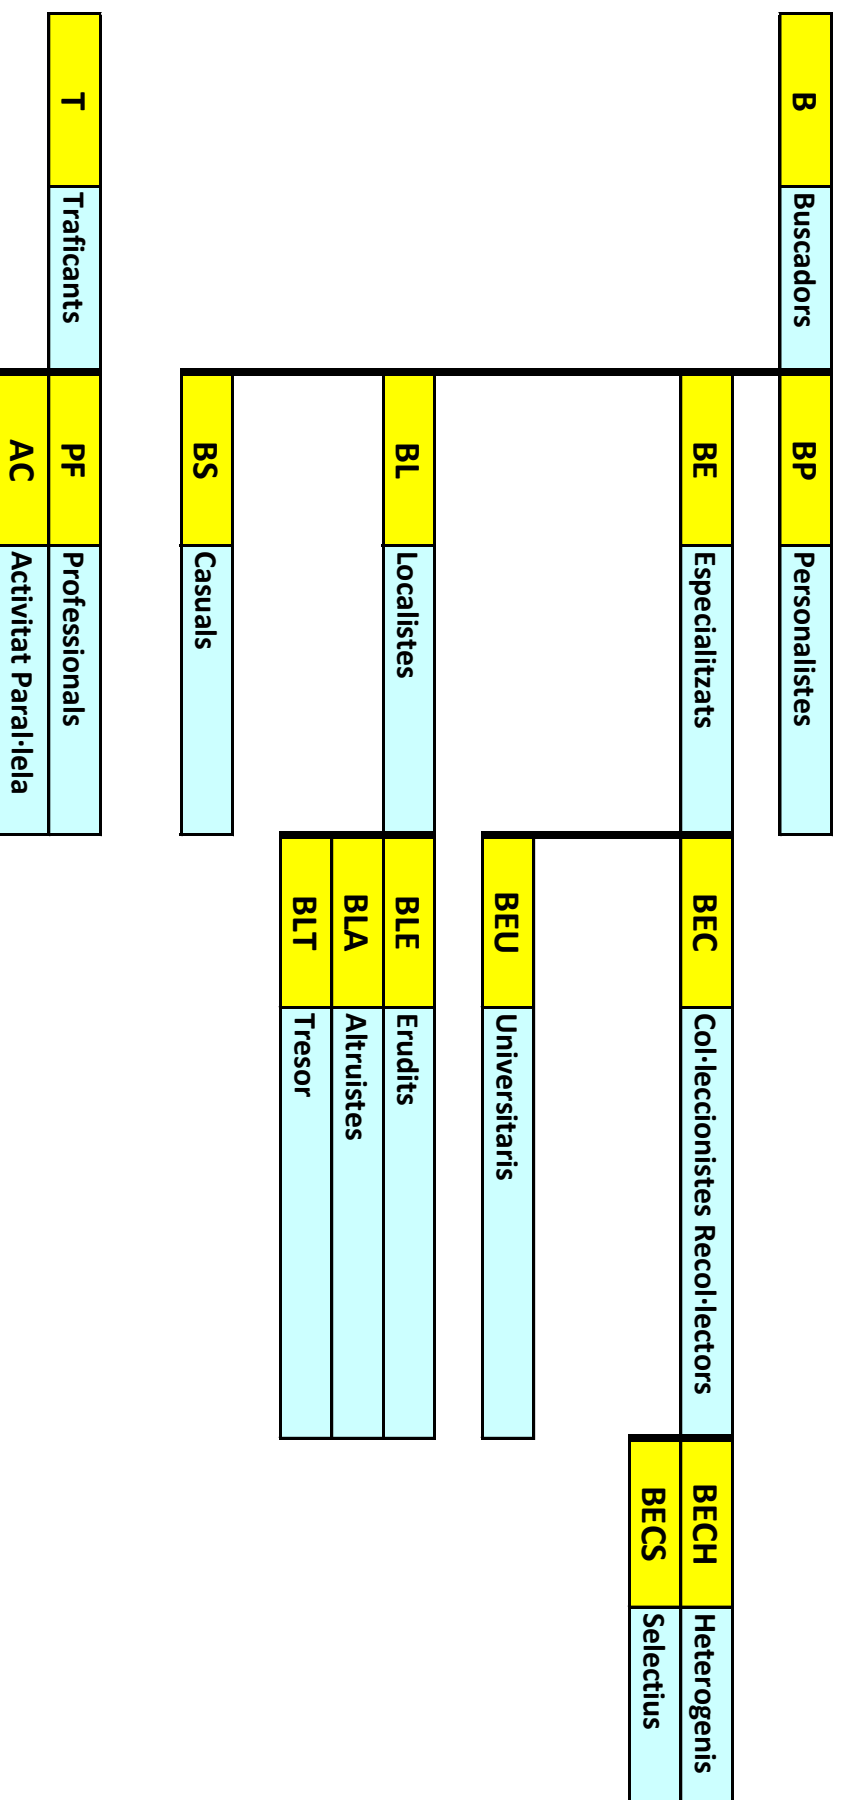 B Buscadors
BP Personalistes
BE Especialitzats
BEC Col·leccionistes Recol·lectors
BECH Heterogenis
BECS Selectius
BEU Universitaris
BL Localistes
BLE Erudits
BLA Altruistes
BLT Tresor
BS Casuals
T Traficants
PF Professionals
AC Activitat Paral·lela